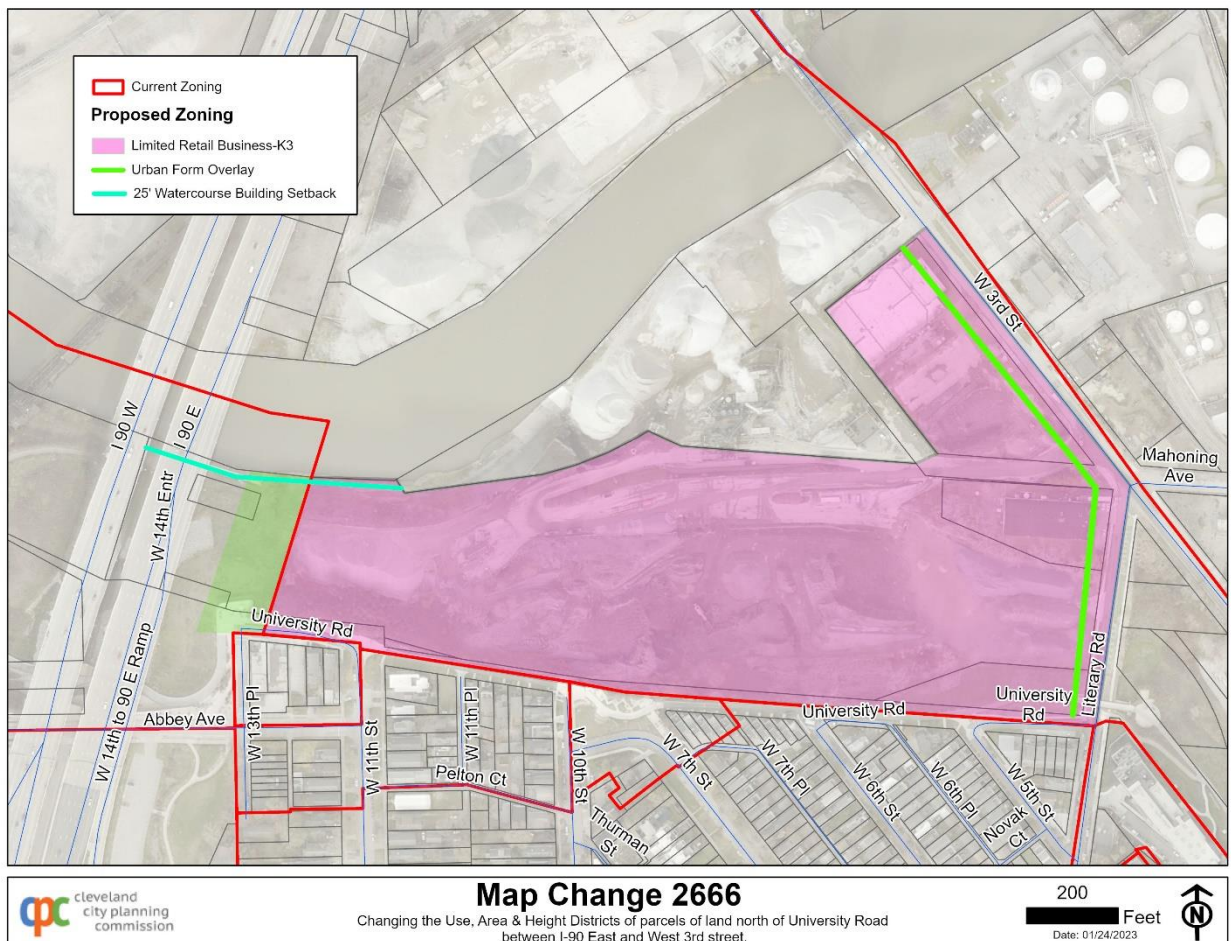 Current Zoning
Proposed Zoning
Limited Retail Business-K3
Urban Form Overlay
25' Watercourse Building Setback
W 3rd St
I 90 W
I 90 E
W 14th Entr
Mahoning
Ave
W 14th to 90 E Ramp
University Rd
Literary Rd
University
Rd
University Rd
Abbey Ave
W 13th Pl
W 11th St
W 11th Pl
W 10th St
Pelton Ct
W 7th St
W 7th Pl
W 6th St
W 6th Pl
W 5th St
Novak
Ct
Thurman
St
cpc
cleveland
city planning
commission
Map Change 2666
Changing the Use, Area & Height Districts of parcels of land north of University Road
between I-90 East and West 3rd street.
200
Feet
Date: 01/24/2023
N